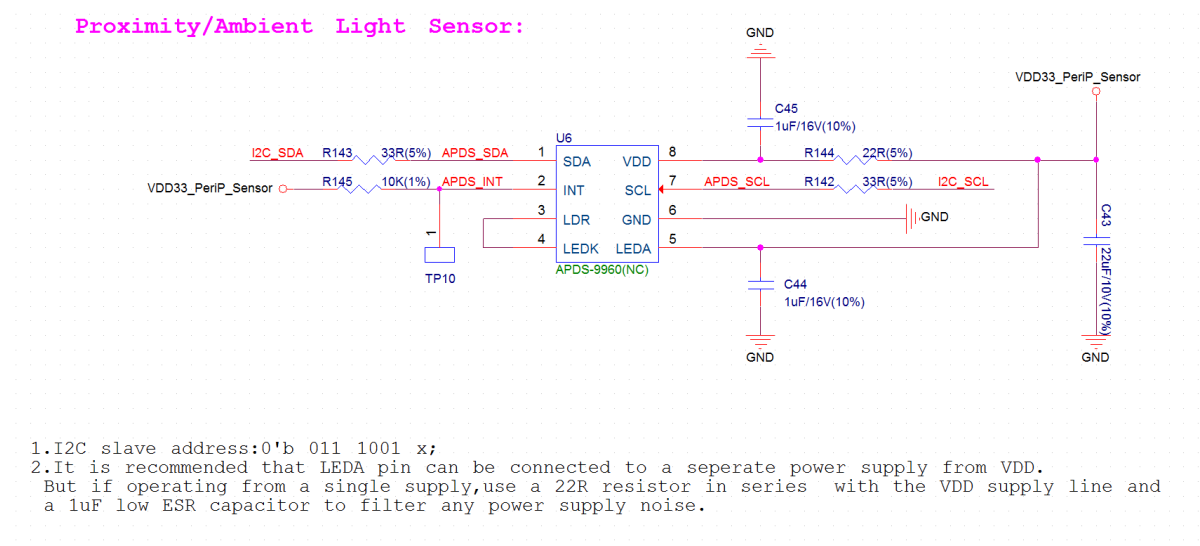 Proximity/Ambient Light Sensor:
GND
VDD33_PeriP_Sensor
C45
1uF/16V(10%)
U6
I2C_SDA R143 33R(5%) APDS_SDA 1 SDA VDD 8 R144 22R(5%)
VDD33_PeriP_Sensor R145 10K(1%) APDS_INT 2 INT SCL 7 APDS_SCL R142 33R(5%) I2C_SCL
3 LDR GND 6 GND
4 LEDK LEDA 5
C43
22uF/10V(10%)
1
APDS-9960(NC)
TP10
C44
1uF/16V(10%)
GND
GND
1.I2C slave address:0'b 011 1001 x;
2.It is recommended that LEDA pin can be connected to a seperate power supply from VDD.
But if operating from a single supply,use a 22R resistor in series with the VDD supply line and
a 1uF low ESR capacitor to filter any power supply noise.